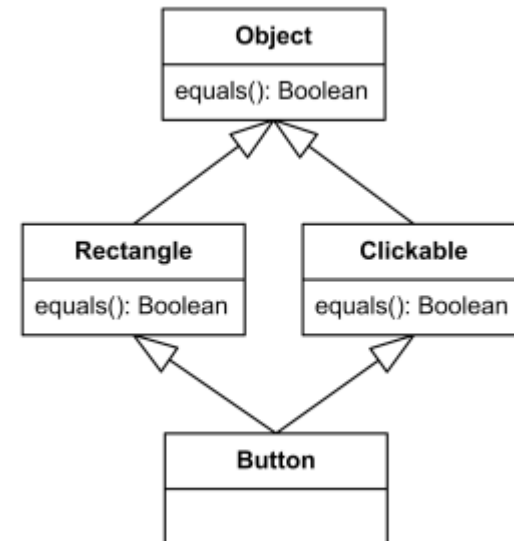 Object
equals(): Boolean
Rectangle
Clickable
equals(): Boolean
equals(): Boolean
Button